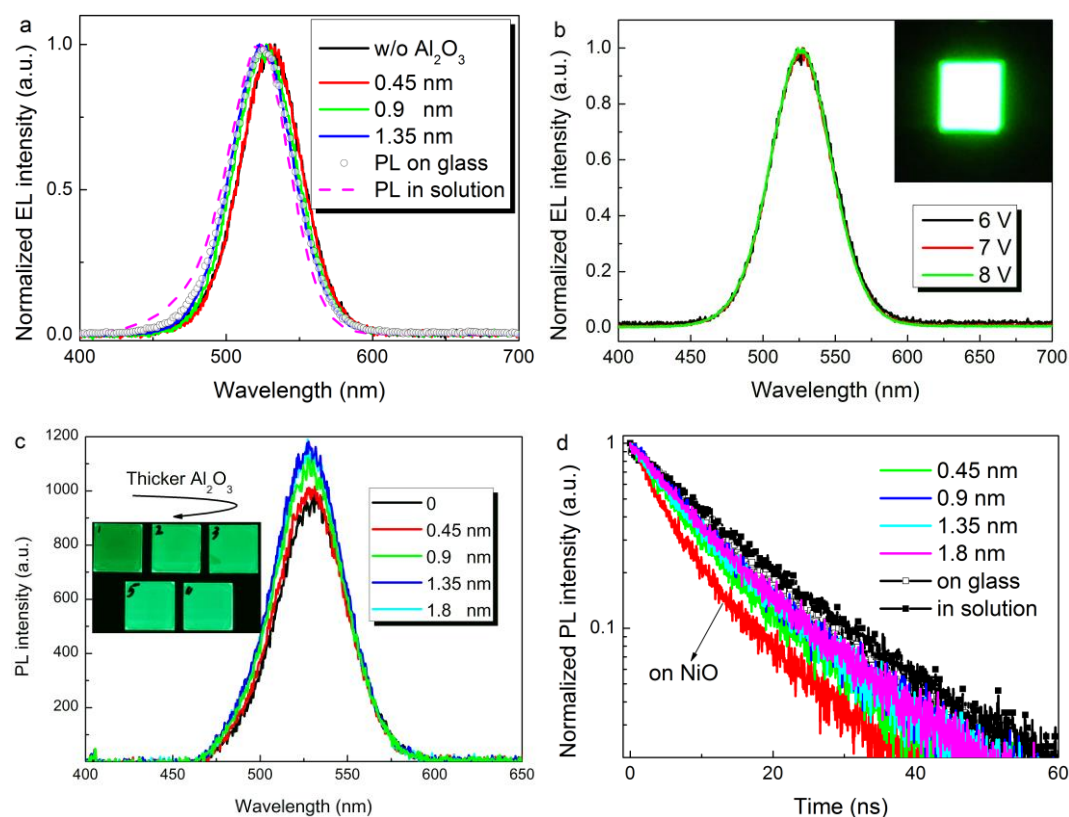 a
Normalized EL intensity (a.u.)
1.0
0.5
0.0
400
500
600
700
Wavelength (nm)
w/o Al₂O₃
0.45 nm
0.9 nm
1.35 nm
PL on glass
PL in solution
b
Normalized EL intensity (a.u.)
1.0
0.8
0.6
0.4
0.2
0.0
400
450
500
550
600
650
700
Wavelength (nm)
6 V
7 V
8 V
c
PL intensity (a.u.)
1200
1000
800
600
400
200
400
450
500
550
600
650
Wavelength (nm)
Thicker Al₂O₃
1
2
3
5
0
0.45 nm
0.9 nm
1.35 nm
1.8 nm
d
Normalized PL intensity (a.u.)
1
0.1
0
20
40
60
Time (ns)
0.45 nm
0.9 nm
1.35 nm
1.8 nm
on glass
in solution
on NiO